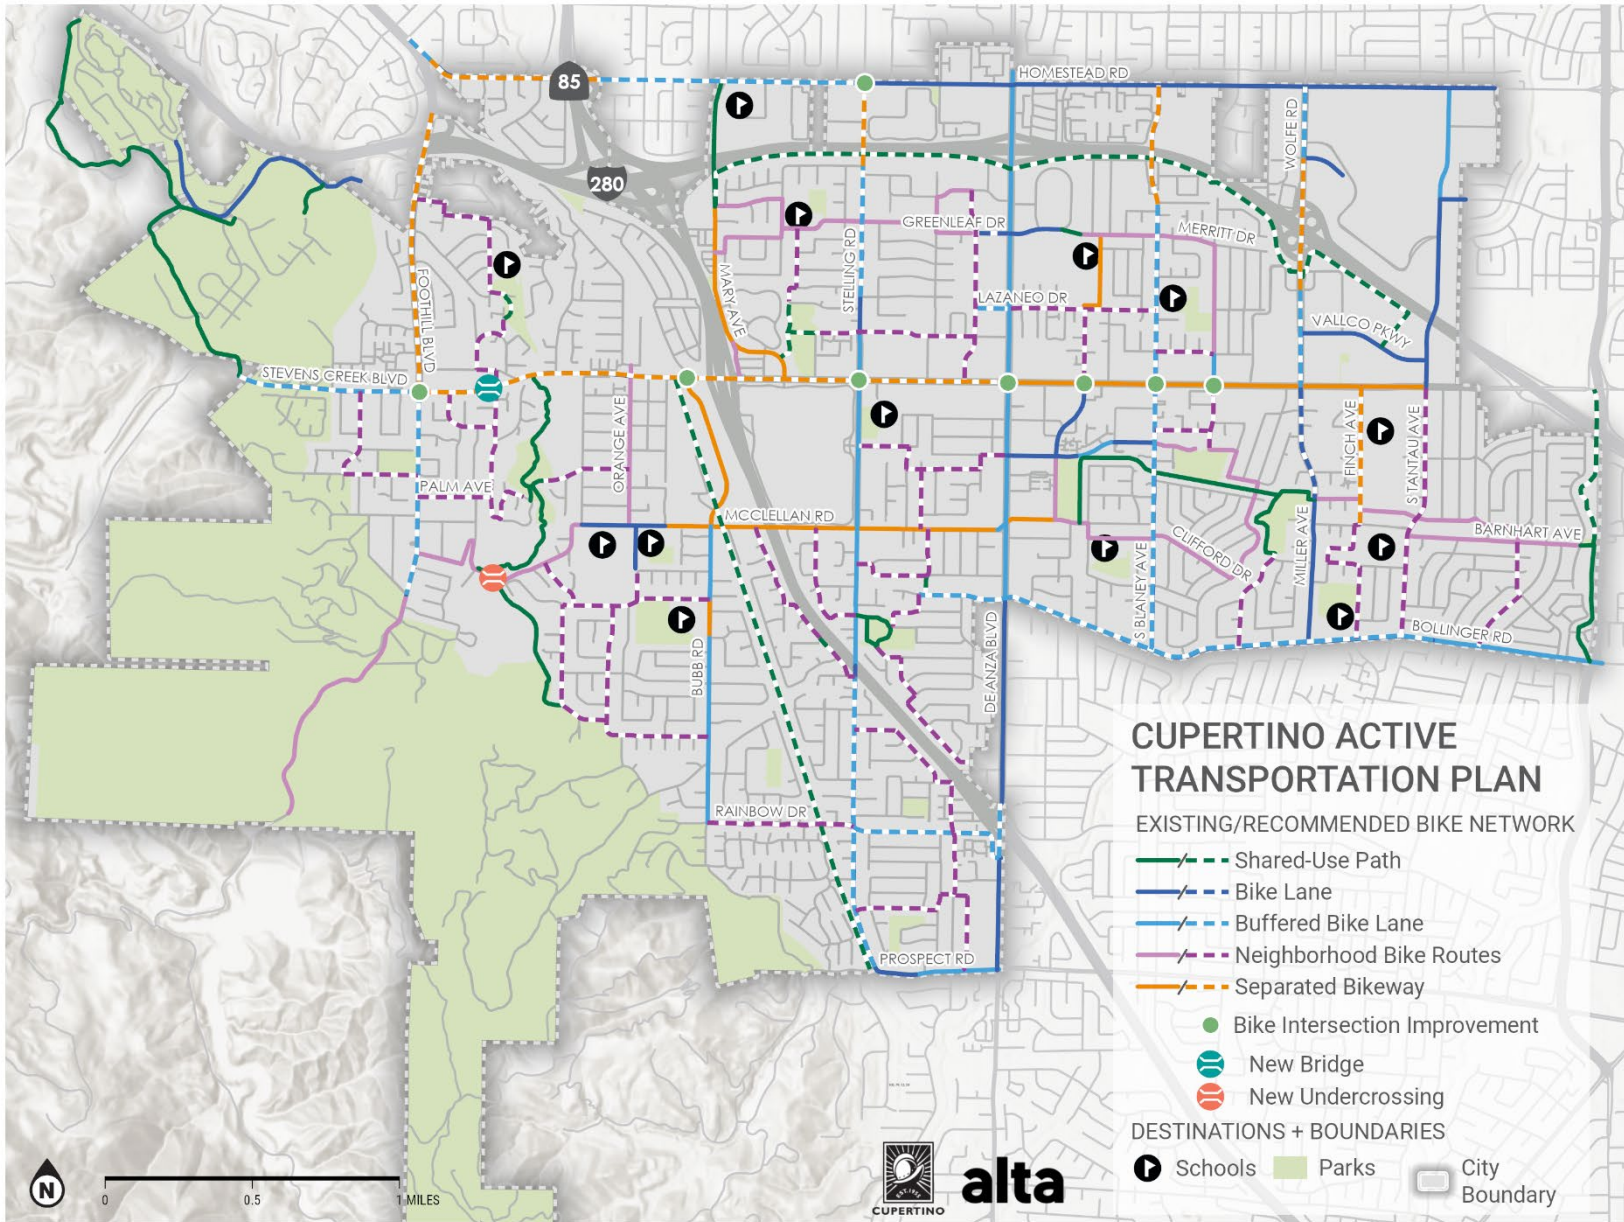 HOMESTEAD RD
85
280
WOLFE RD
GREENLEAF DR
MERRITT DR
STELLING RD
FOOTHILL BLVD
MARY AVE
LAZANEO DR
VALLCO PKWY
STEVENS CREEK BLVD
ORANGE AVE
FINCH AVE
S TANTAU AVE
PALM AVE
MCCLELLAN RD
BARNHART AVE
MILLER AVE
CLIFFORD DR
S BLANEY AVE
BOLLINGER RD
BUBB RD
DE ANZA BLVD
RAINBOW DR
PROSPECT RD
CUPERTINO ACTIVE
TRANSPORTATION PLAN
EXISTING/RECOMMENDED BIKE NETWORK
Shared-Use Path
Bike Lane
Buffered Bike Lane
Neighborhood Bike Routes
Separated Bikeway
Bike Intersection Improvement
New Bridge
New Undercrossing
DESTINATIONS + BOUNDARIES
Schools
Parks
City
Boundary
N
0 0.5 1 MILES
EST. 1955
CUPERTINO
alta